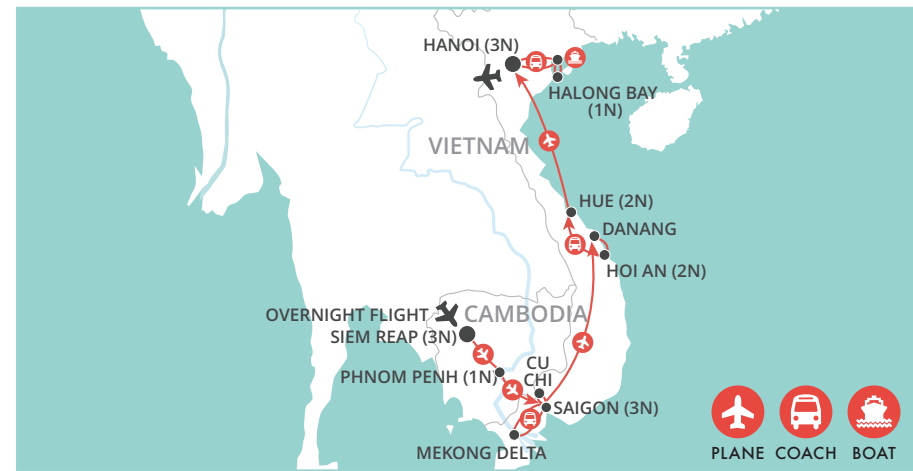 HANOI (3N)
HALONG BAY
(1N)
VIETNAM
HUE (2N)
DANANG
HOI AN (2N)
OVERNIGHT FLIGHT
CAMBODIA
SIEM REAP (3N)
PHNOM PENH (1N)
CU
CHI
SAIGON (3N)
MEKONG DELTA
PLANE COACH BOAT